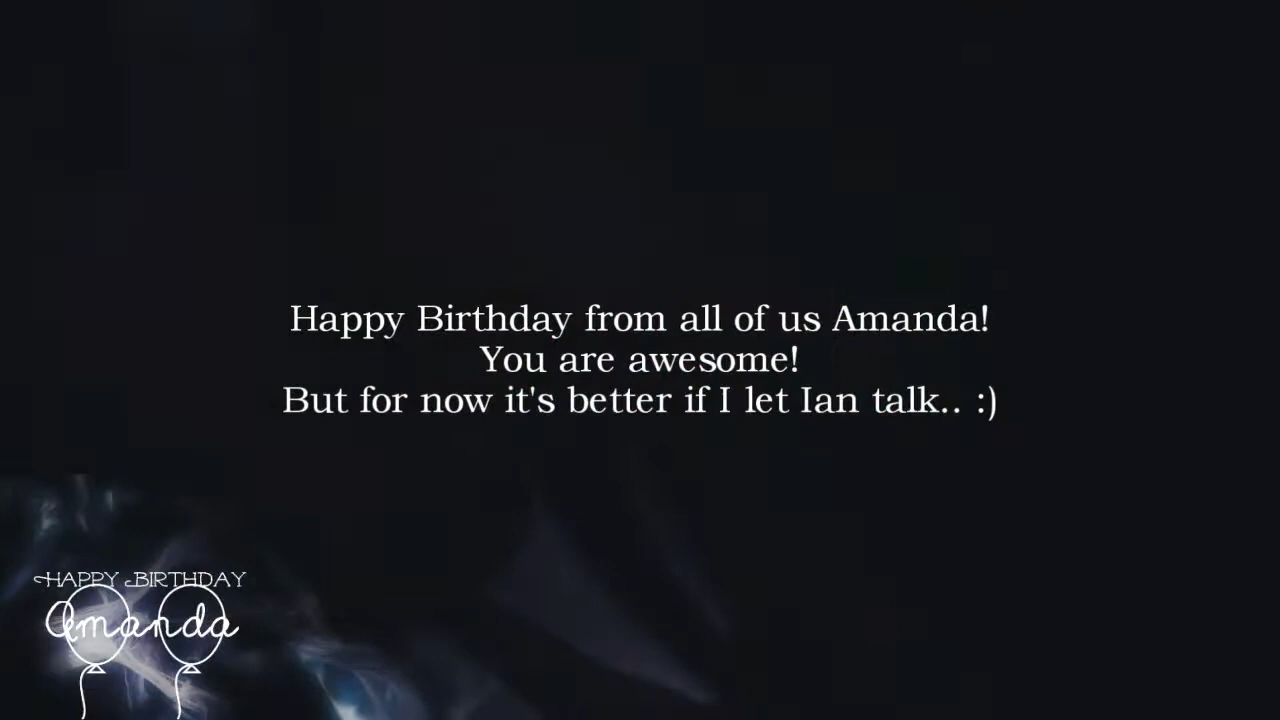 Happy Birthday from all of us Amanda!
You are awesome!
But for now it's better if I let Ian talk.. :)
Happy Birthday
Amanda